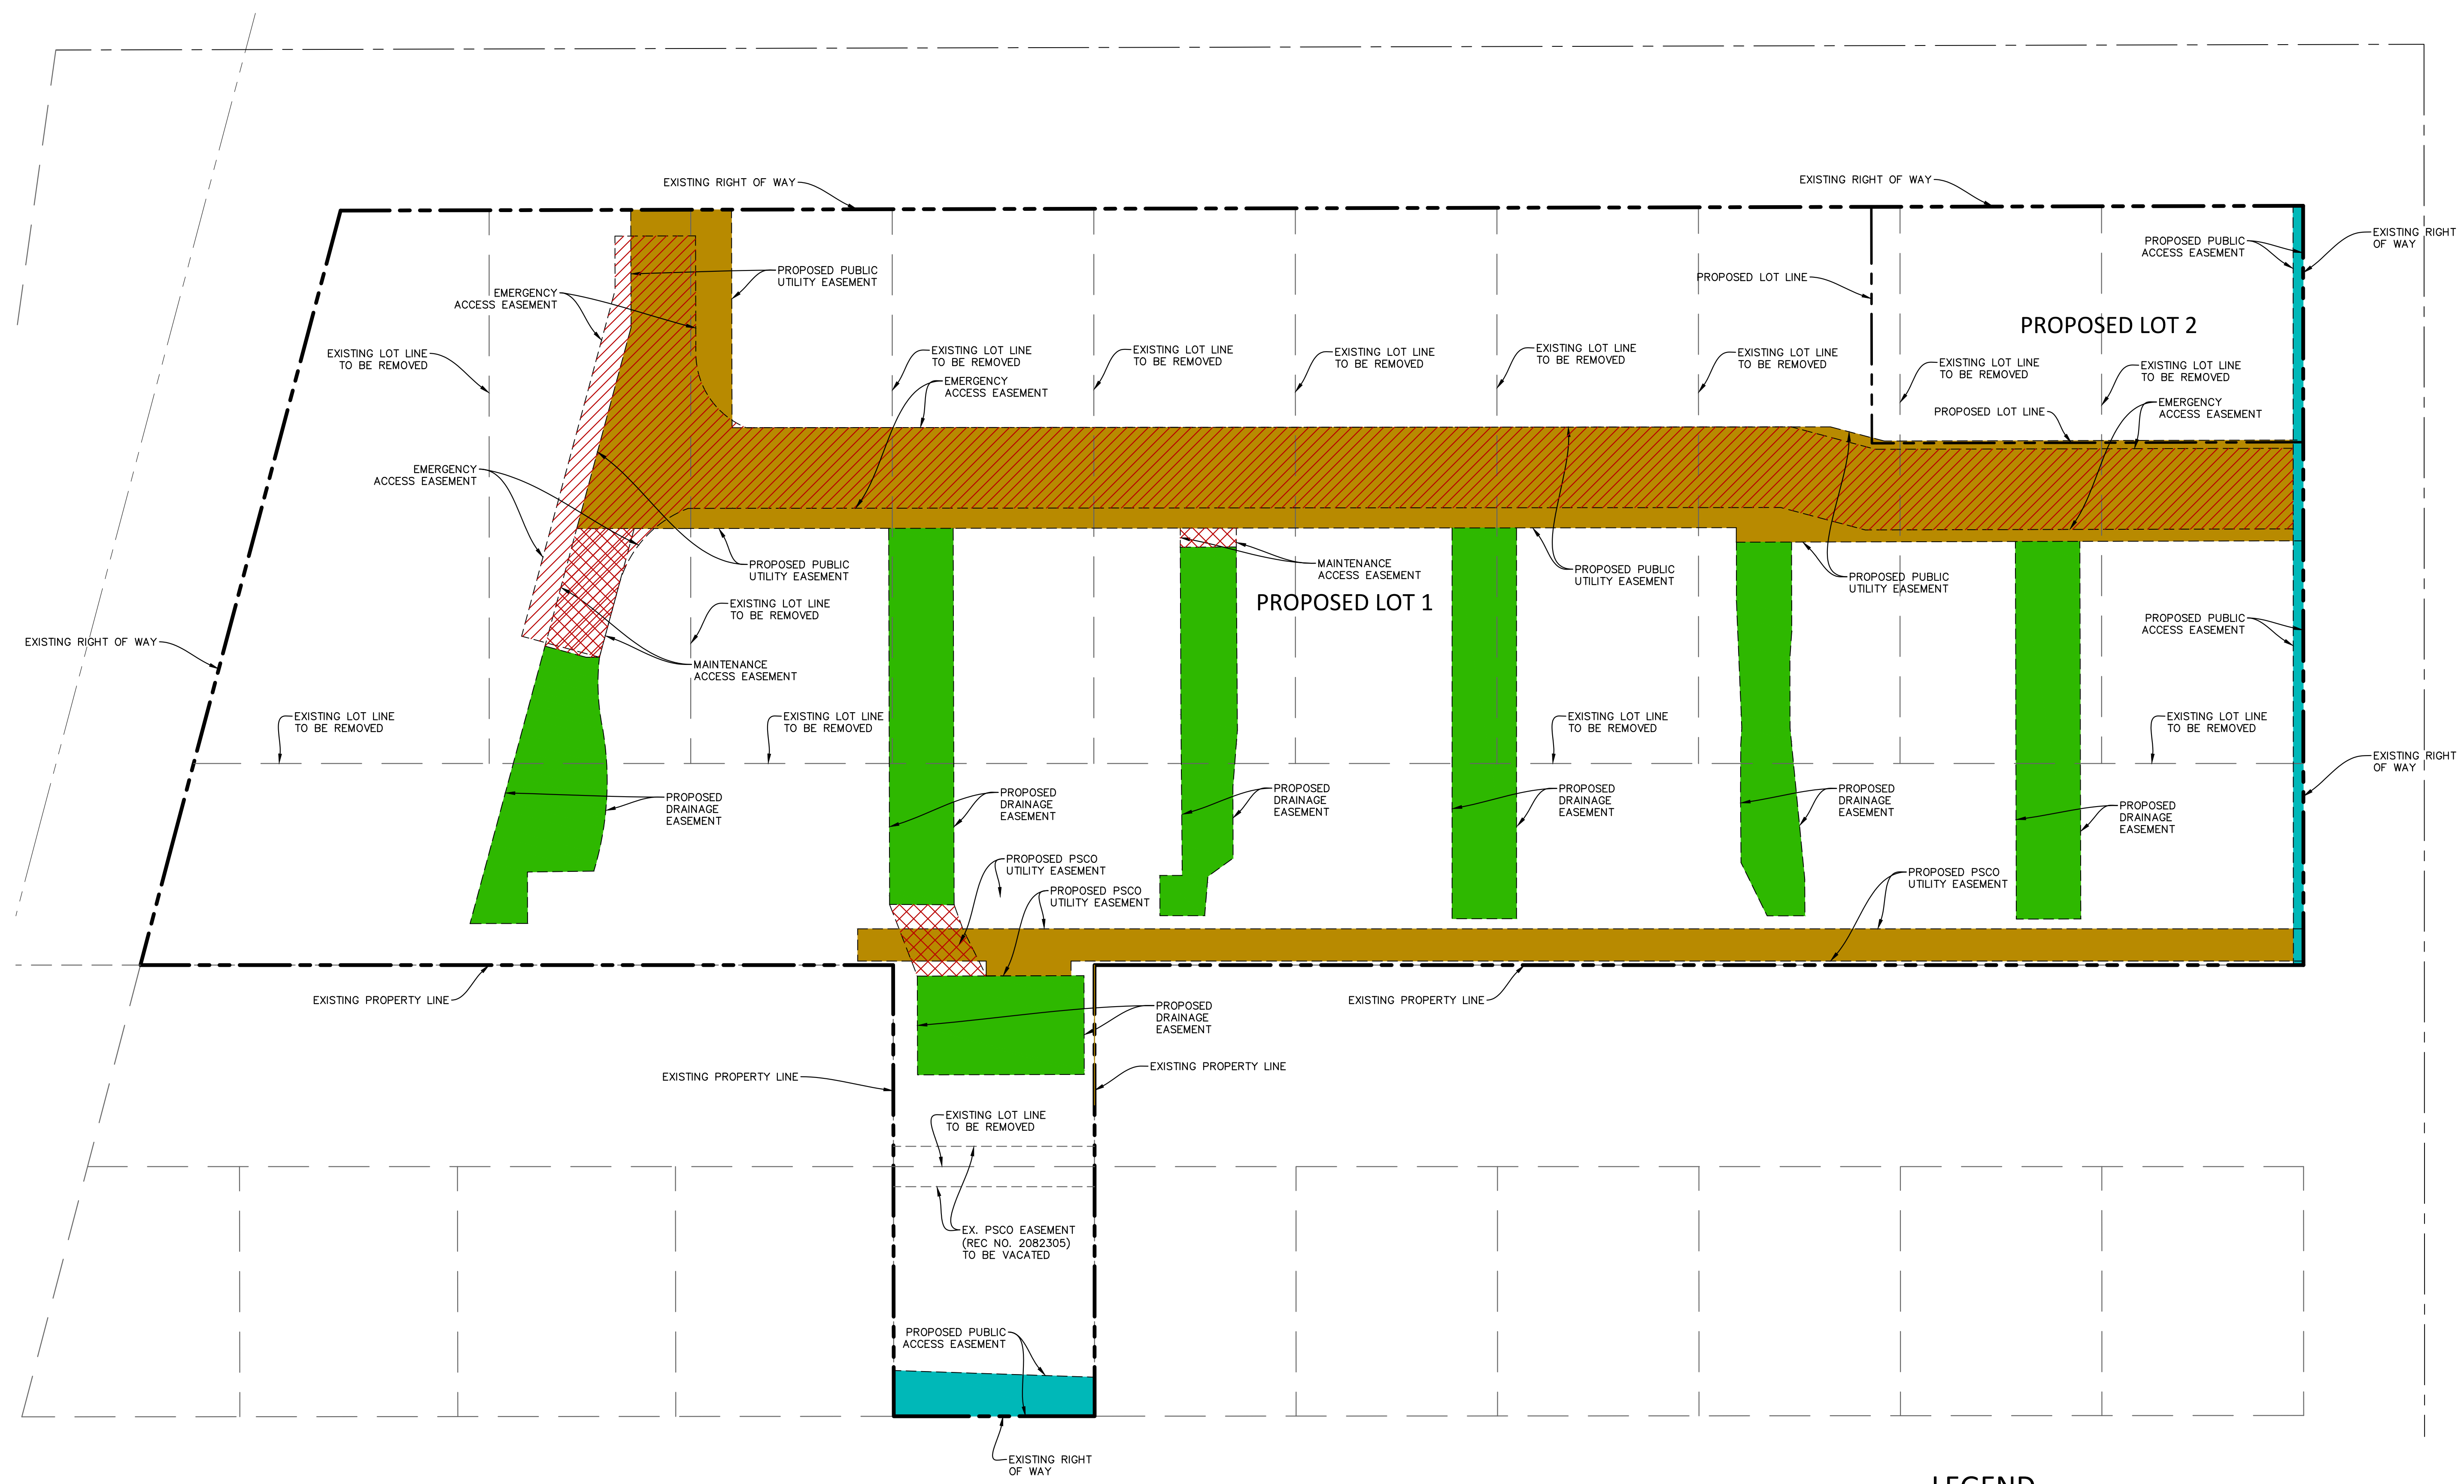 EXISTING RIGHT OF WAY
EXISTING RIGHT OF WAY
EXISTING RIGHT
OF WAY
PROPOSED PUBLIC
ACCESS EASEMENT
PROPOSED PUBLIC
UTILITY EASEMENT
PROPOSED LOT LINE
EMERGENCY
ACCESS EASEMENT
PROPOSED LOT 2
EXISTING LOT LINE
TO BE REMOVED
EXISTING LOT LINE
TO BE REMOVED
EXISTING LOT LINE
TO BE REMOVED
EXISTING LOT LINE
TO BE REMOVED
EXISTING LOT LINE
TO BE REMOVED
EXISTING LOT LINE
TO BE REMOVED
EXISTING LOT LINE
TO BE REMOVED
EXISTING LOT LINE
TO BE REMOVED
EMERGENCY
ACCESS EASEMENT
PROPOSED LOT LINE
EMERGENCY
ACCESS EASEMENT
EMERGENCY
ACCESS EASEMENT
PROPOSED PUBLIC
UTILITY EASEMENT
MAINTENANCE
ACCESS EASEMENT
PROPOSED PUBLIC
UTILITY EASEMENT
PROPOSED PUBLIC
UTILITY EASEMENT
PROPOSED LOT 1
EXISTING LOT LINE
TO BE REMOVED
PROPOSED PUBLIC
ACCESS EASEMENT
EXISTING RIGHT OF WAY
MAINTENANCE
ACCESS EASEMENT
EXISTING LOT LINE
TO BE REMOVED
EXISTING LOT LINE
TO BE REMOVED
EXISTING LOT LINE
TO BE REMOVED
EXISTING LOT LINE
TO BE REMOVED
EXISTING RIGHT
OF WAY
PROPOSED
DRAINAGE
EASEMENT
PROPOSED
DRAINAGE
EASEMENT
PROPOSED
DRAINAGE
EASEMENT
PROPOSED
DRAINAGE
EASEMENT
PROPOSED
DRAINAGE
EASEMENT
PROPOSED
DRAINAGE
EASEMENT
PROPOSED PSCO
UTILITY EASEMENT
PROPOSED PSCO
UTILITY EASEMENT
PROPOSED PSCO
UTILITY EASEMENT
EXISTING PROPERTY LINE
EXISTING PROPERTY LINE
PROPOSED
DRAINAGE
EASEMENT
EXISTING PROPERTY LINE
EXISTING PROPERTY LINE
EXISTING LOT LINE
TO BE REMOVED
EX. PSCO EASEMENT
(REC NO. 2082305)
TO BE VACATED
PROPOSED PUBLIC
ACCESS EASEMENT
EXISTING RIGHT
OF WAY
LEGEND